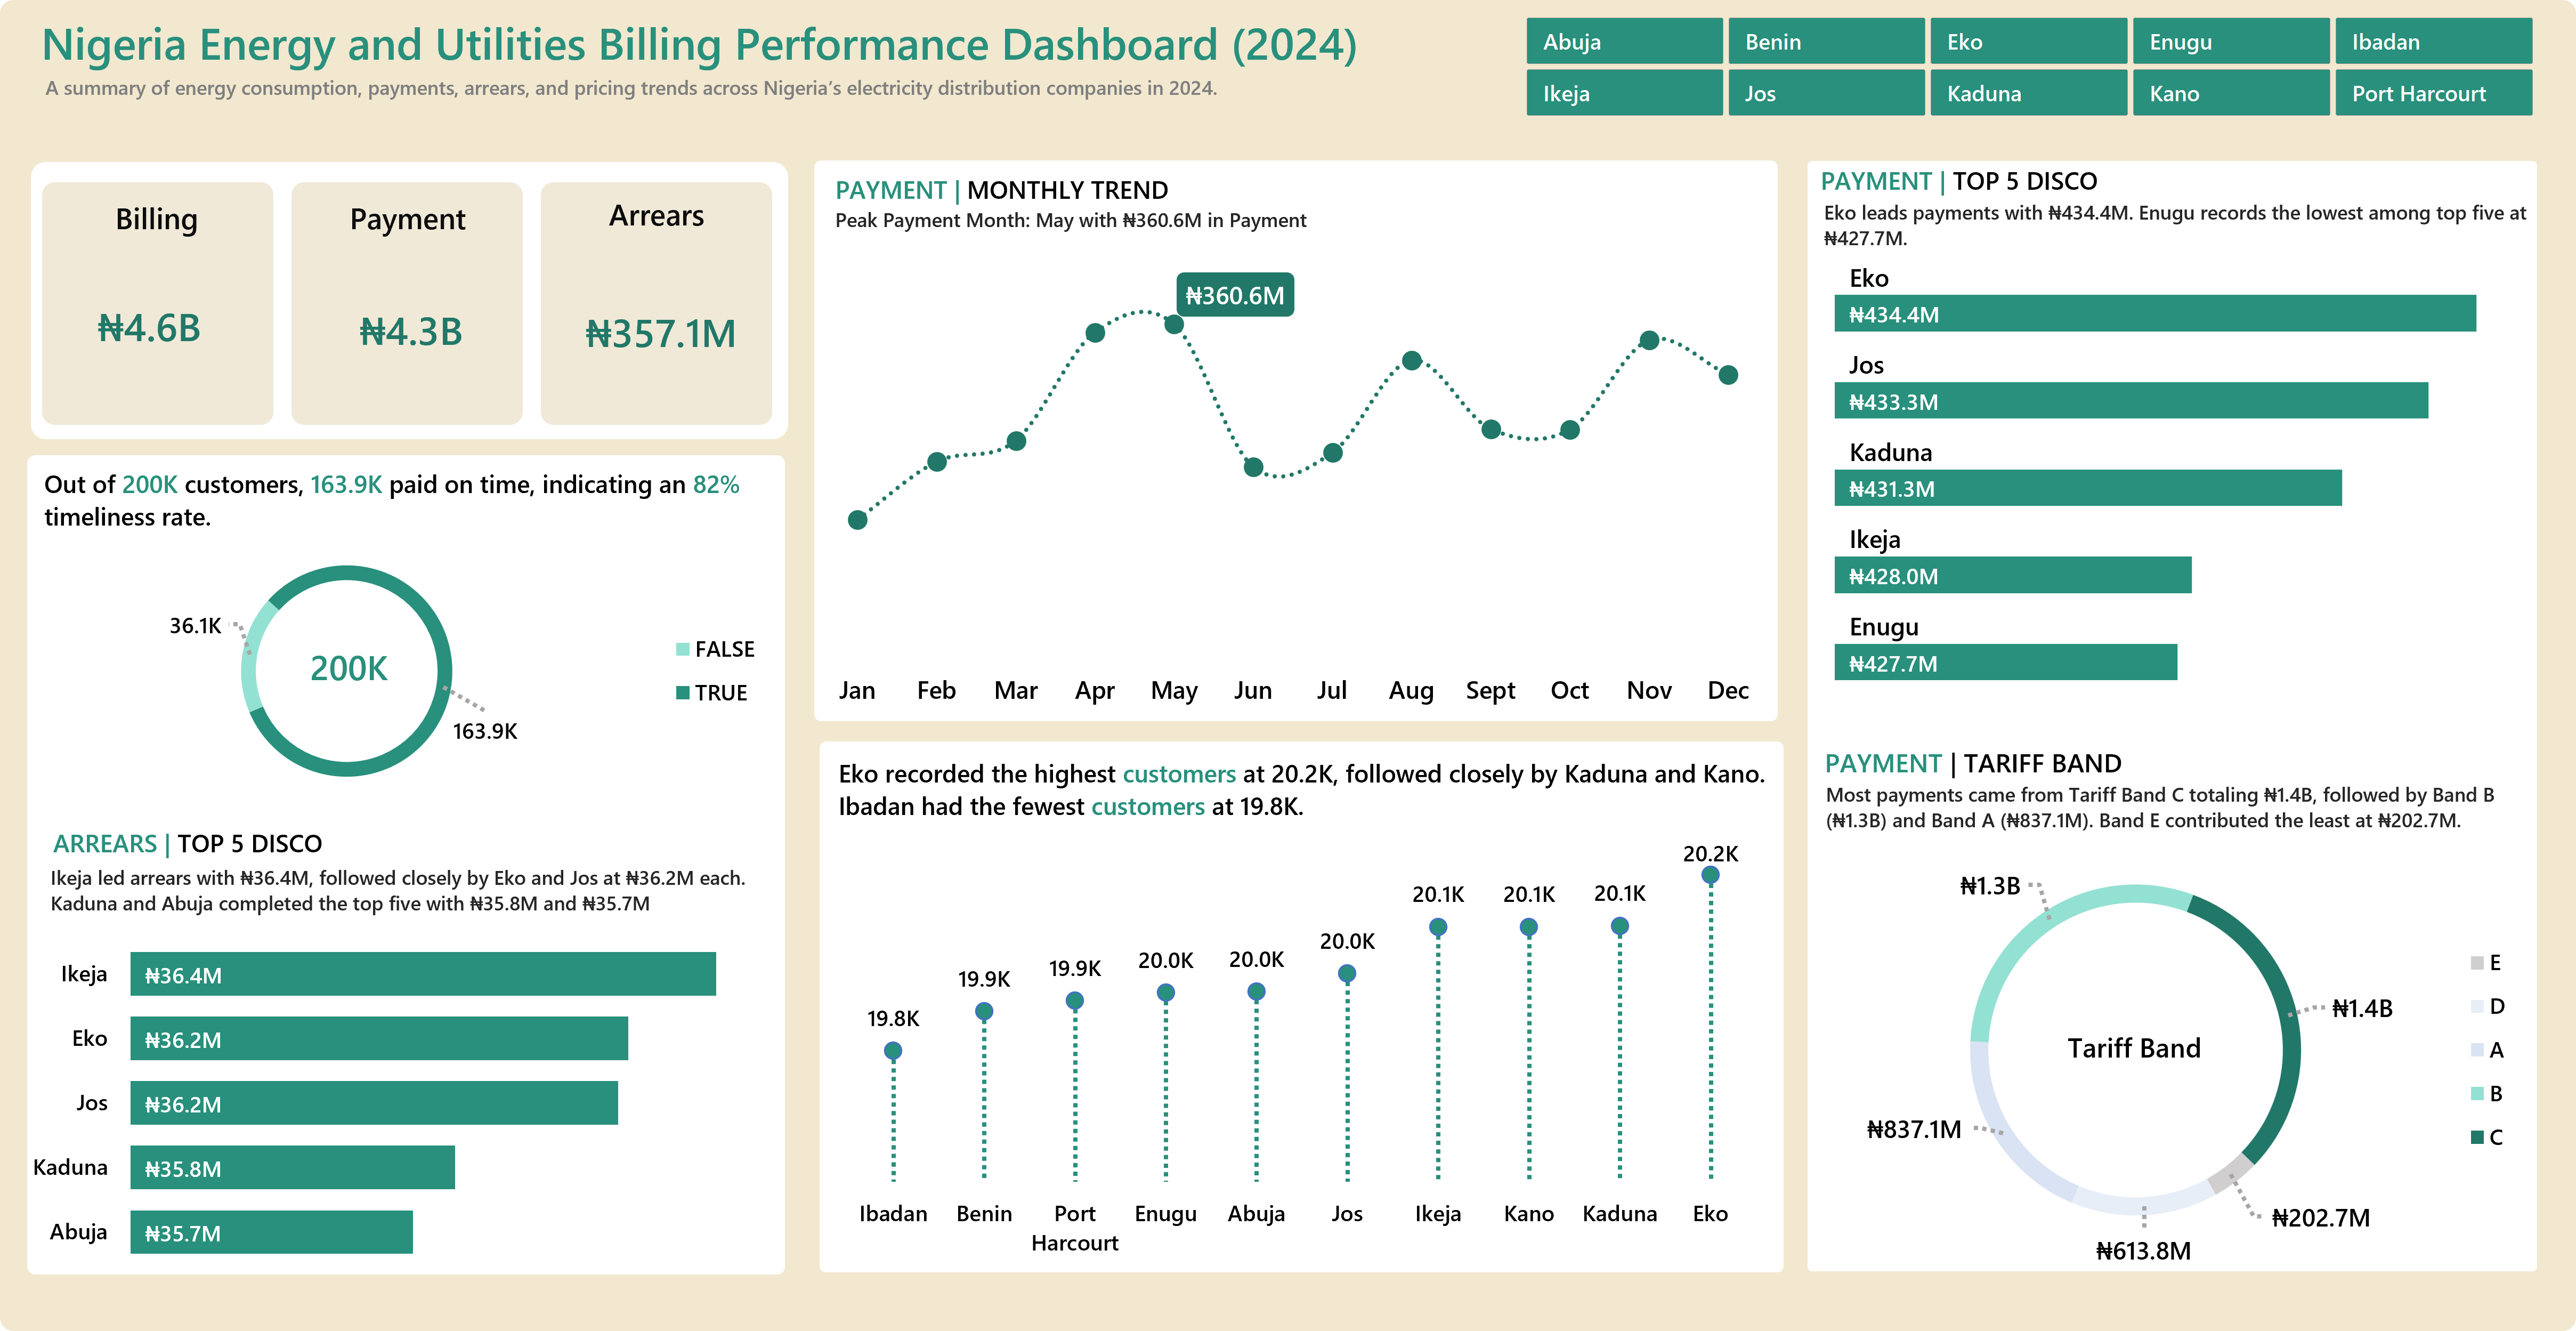 Nigeria Energy and Utilities Billing Performance Dashboard (2024)
A summary of energy consumption, payments, arrears, and pricing trends across Nigeria’s electricity distribution companies in 2024.
Abuja
Benin
Eko
Enugu
Ibadan
Ikeja
Jos
Kaduna
Kano
Port Harcourt
Billing
₦4.6B
Payment
₦4.3B
Arrears
₦357.1M
Out of 200K customers, 163.9K paid on time, indicating an 82%
timeliness rate.
36.1K
200K
163.9K
FALSE
TRUE
ARREARS | TOP 5 DISCO
Ikeja led arrears with ₦36.4M, followed closely by Eko and Jos at ₦36.2M each.
Kaduna and Abuja completed the top five with ₦35.8M and ₦35.7M
Ikeja ₦36.4M
Eko ₦36.2M
Jos ₦36.2M
Kaduna ₦35.8M
Abuja ₦35.7M
PAYMENT | MONTHLY TREND
Peak Payment Month: May with ₦360.6M in Payment
₦360.6M
Jan Feb Mar Apr May Jun Jul Aug Sept Oct Nov Dec
Eko recorded the highest customers at 20.2K, followed closely by Kaduna and Kano.
Ibadan had the fewest customers at 19.8K.
19.8K 19.9K 19.9K 20.0K 20.0K 20.0K 20.1K 20.1K 20.1K 20.2K
Ibadan Benin Port Enugu Abuja Jos Ikeja Kano Kaduna Eko
Harcourt
PAYMENT | TOP 5 DISCO
Eko leads payments with ₦434.4M. Enugu records the lowest among top five at
₦427.7M.
Eko
₦434.4M
Jos
₦433.3M
Kaduna
₦431.3M
Ikeja
₦428.0M
Enugu
₦427.7M
PAYMENT | TARIFF BAND
Most payments came from Tariff Band C totaling ₦1.4B, followed by Band B
(₦1.3B) and Band A (₦837.1M). Band E contributed the least at ₦202.7M.
₦1.3B
₦1.4B
Tariff Band
₦837.1M
₦202.7M
₦613.8M
E
D
A
B
C